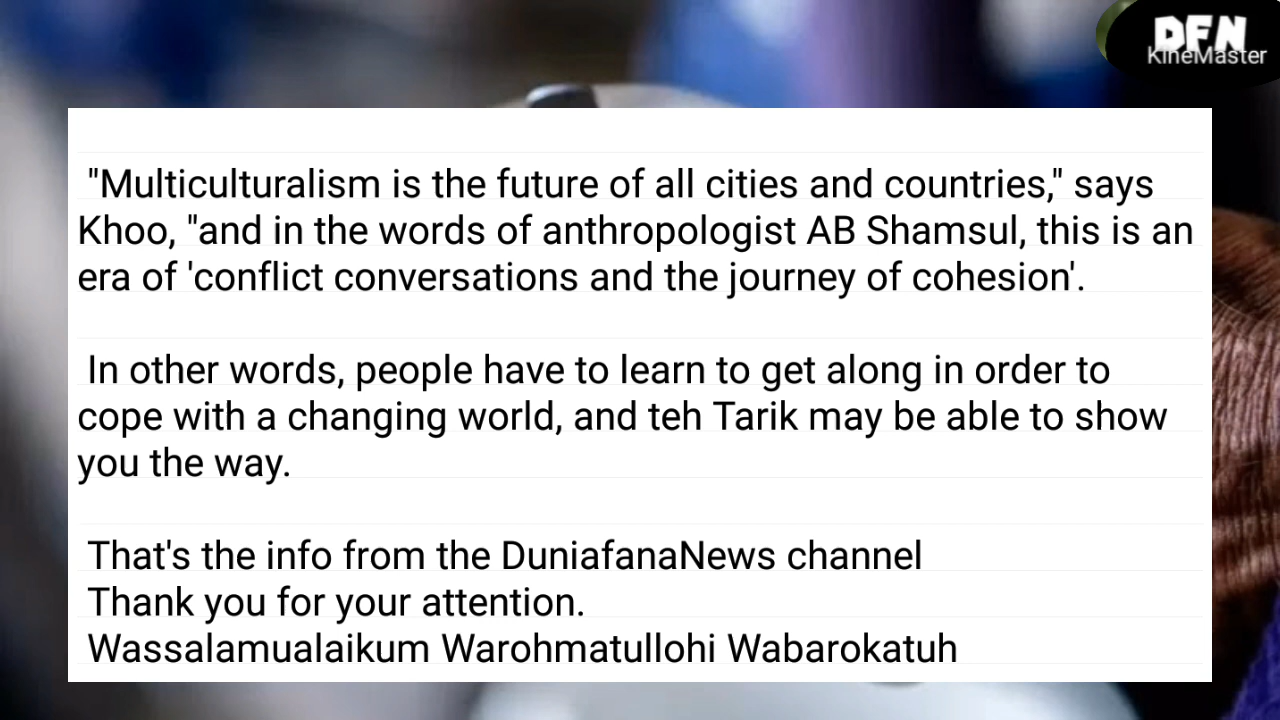 DFN
KineMaster
"Multiculturalism is the future of all cities and countries," says
Khoo, "and in the words of anthropologist AB Shamsul, this is an
era of 'conflict conversations and the journey of cohesion'.
In other words, people have to learn to get along in order to
cope with a changing world, and teh Tarik may be able to show
you the way.
That's the info from the DuniafanaNews channel
Thank you for your attention.
Wassalamualaikum Warohmatullohi Wabarokatuh